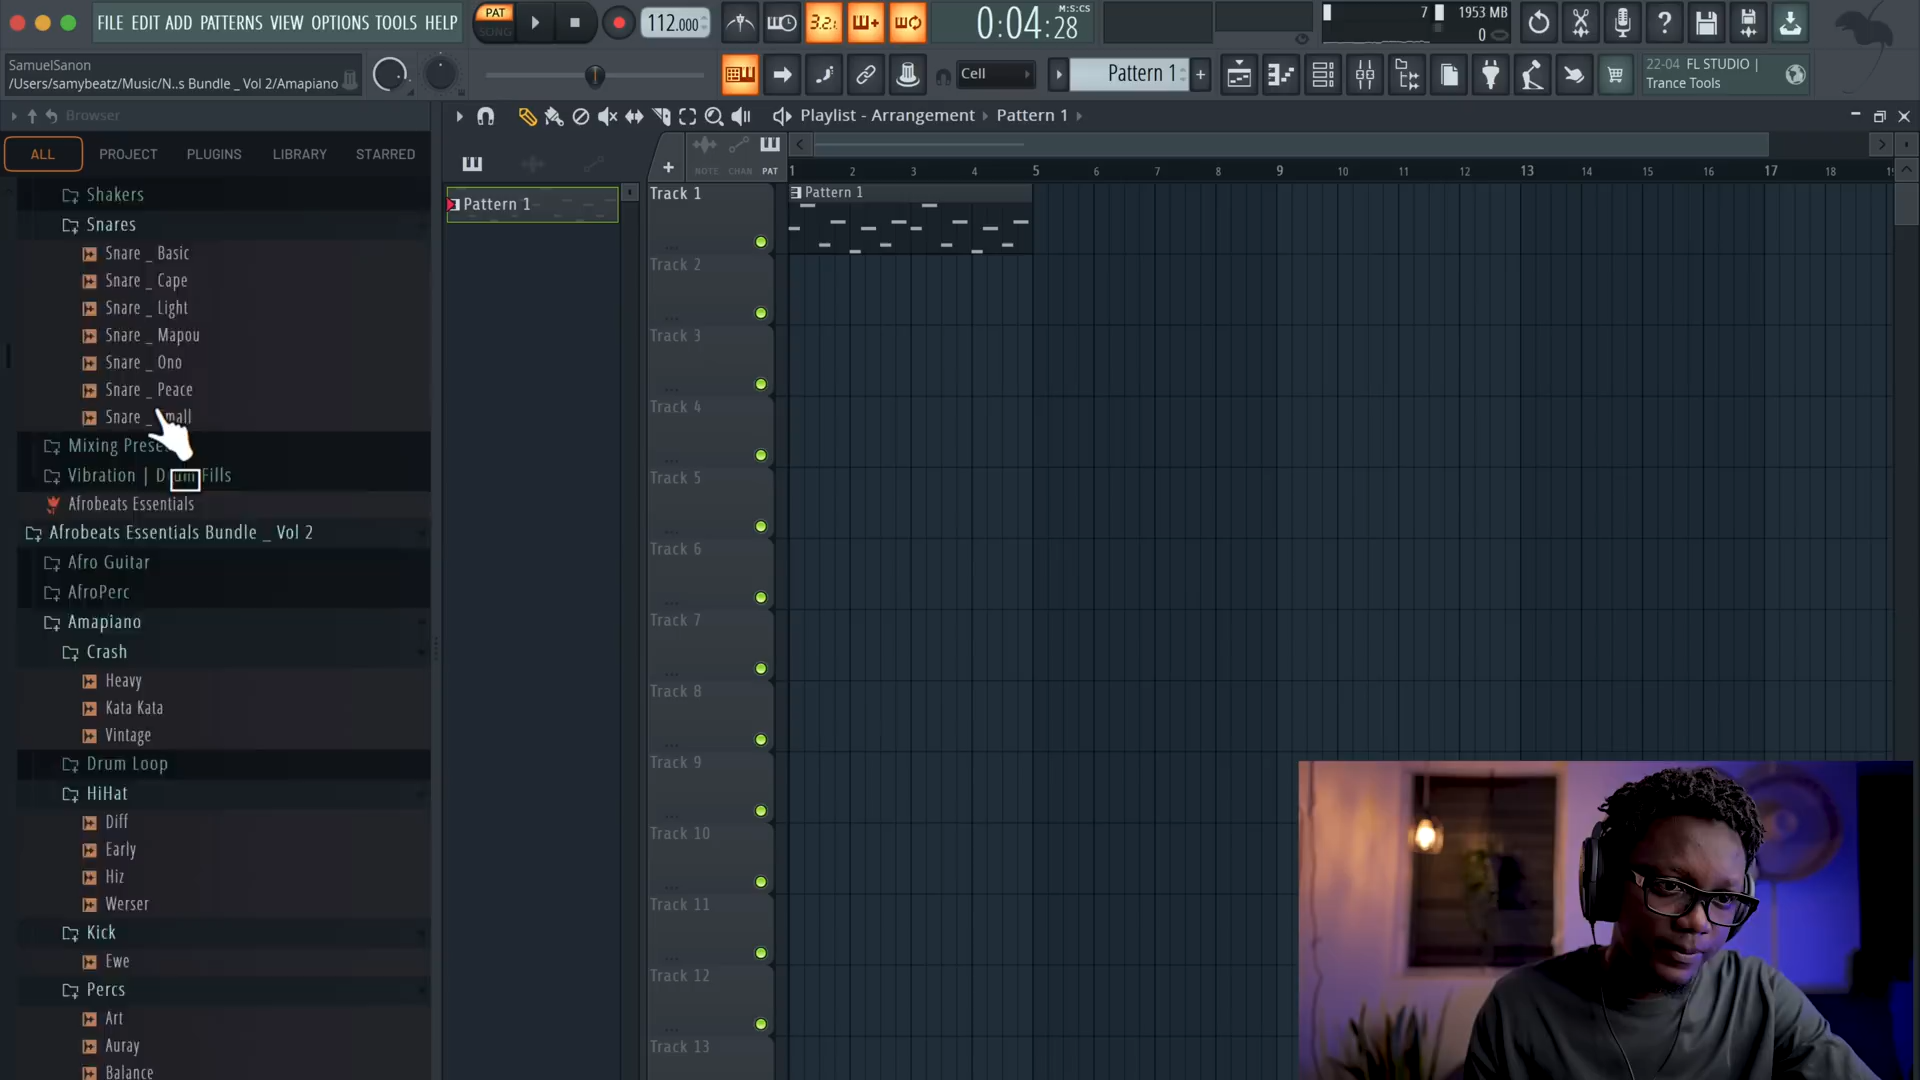 FILE EDIT ADD PATTERNS VIEW OPTIONS TOOLS HELP
PAT
SONG
112.000
3.2.
0:04:28
M:S:CS
7
1953 MB
0
SamuelSanon
/Users/samybeatz/Music/N..s Bundle _ Vol 2/Amapiano
Cell
Pattern 1
+
22-04 FL STUDIO |
Trance Tools
Browser
Playlist - Arrangement
Pattern 1
ALL
PROJECT
PLUGINS
LIBRARY
STARRED
NOTE CHAN PAT
1 2 3 4 5 6 7 8 9 10 11 12 13 14 15 16 17 18
Shakers
Snares
Snare _ Basic
Snare _ Cape
Snare _ Light
Snare _ Mapou
Snare _ Ono
Snare _ Peace
Snare
Mixing
Vibration | Fills
Afrobeats Essentials
Afrobeats Essentials Bundle _ Vol 2
Afro Guitar
AfroPerc
Amapiano
Crash
Heavy
Kata Kata
Vintage
Drum Loop
HiHat
Diff
Early
Hiz
Werser
Kick
Ewe
Percs
Art
Auray
Balance
Pattern 1
Track 1
Pattern 1
Track 2
Track 3
Track 4
Track 5
Track 6
Track 7
Track 8
Track 9
Track 10
Track 11
Track 12
Track 13